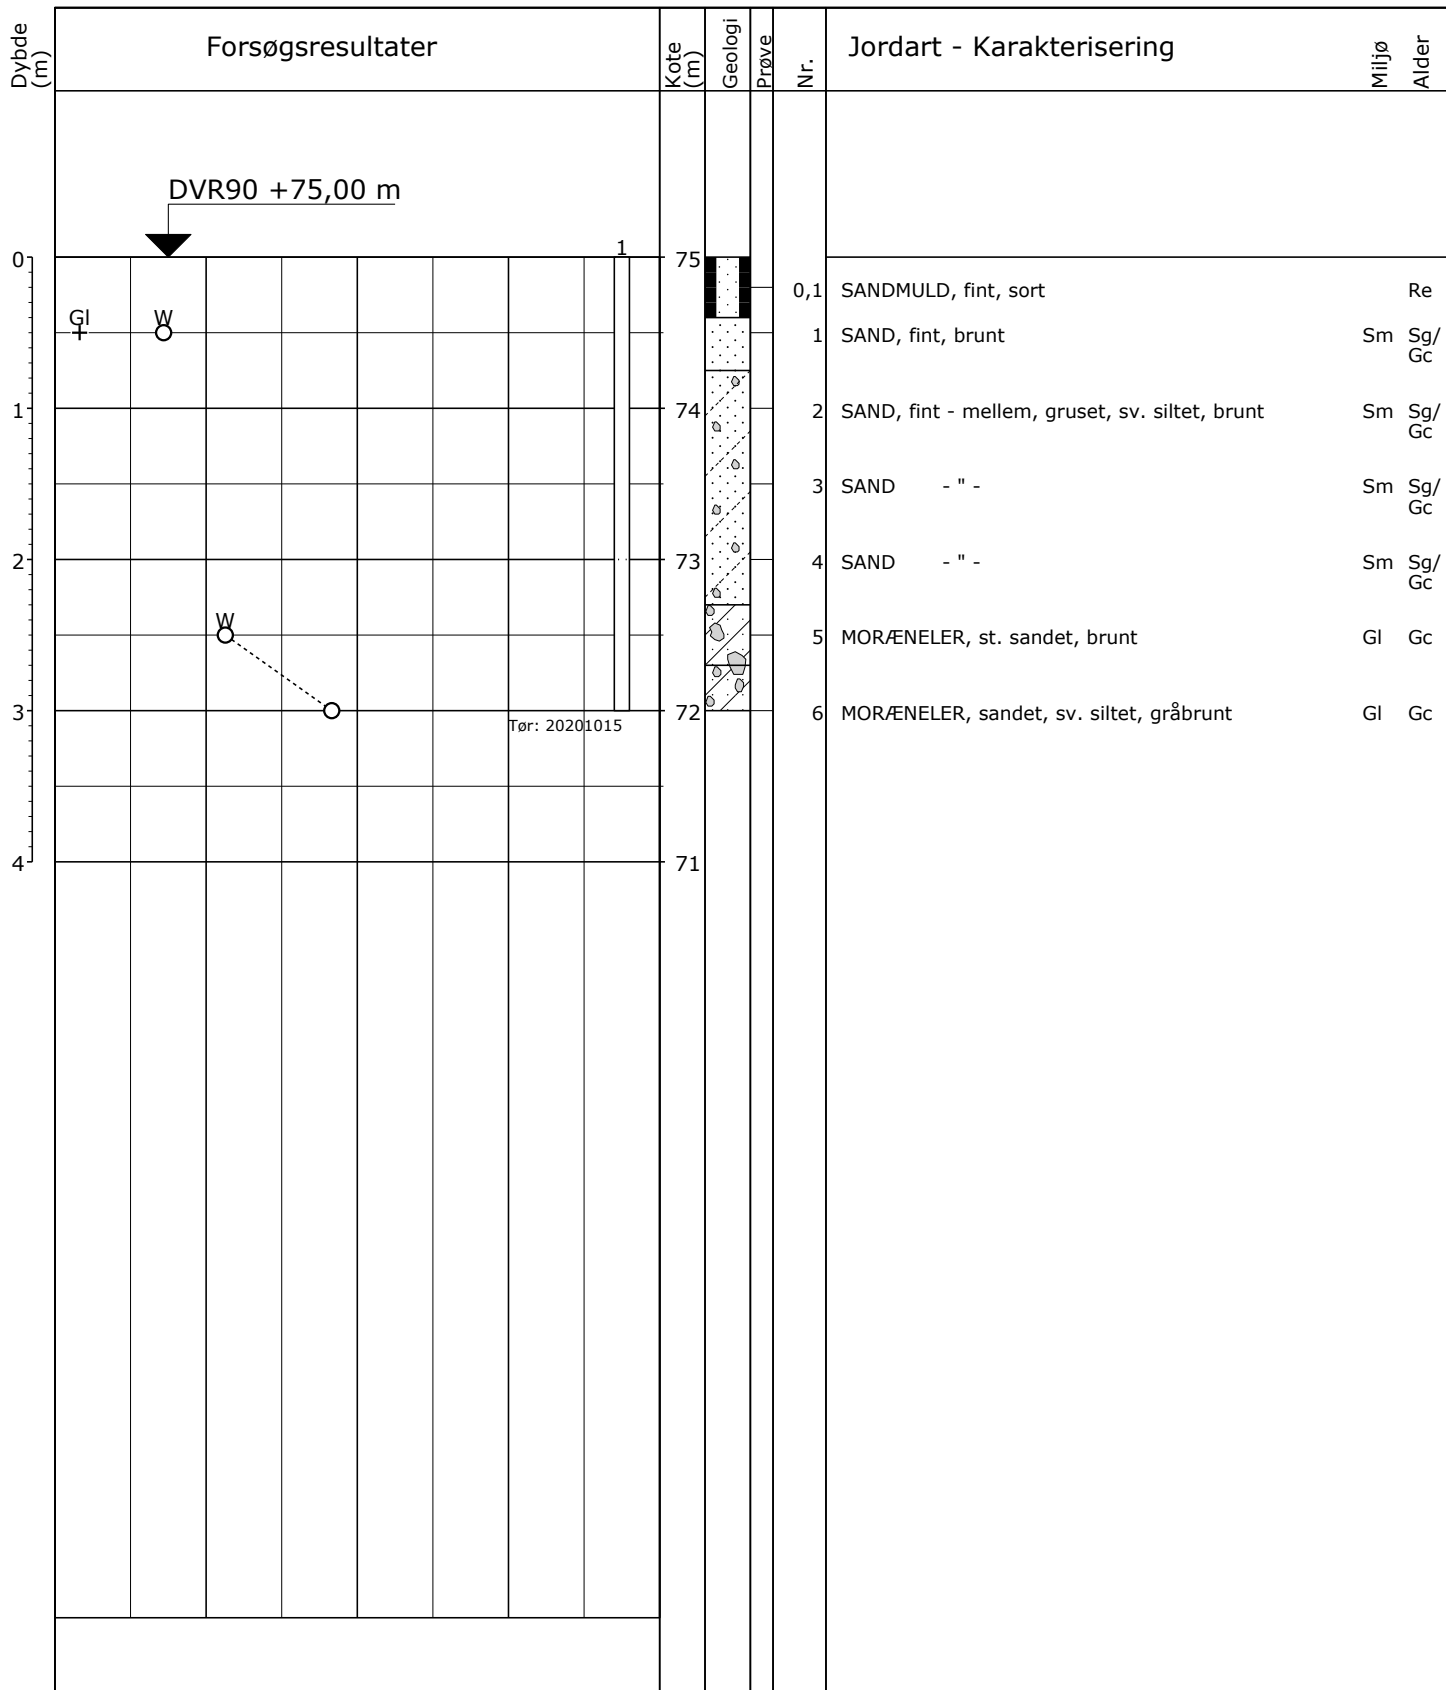 Dybde (m)
Forsøgsresultater
Kote (m)
Geologi
Prøve
Nr.
Jordart - Karakterisering
Miljø
Alder
DVR90 +75,00 m
1
0
75
0,1 SANDMULD, fint, sort Re
Gl W
1 SAND, fint, brunt Sm Sg/
Gc
1
74
2 SAND, fint - mellem, gruset, sv. siltet, brunt Sm Sg/
Gc
3 SAND - " - Sm Sg/
Gc
2
73
4 SAND - " - Sm Sg/
Gc
W
5 MORÆNELER, st. sandet, brunt Gl Gc
3
72
6 MORÆNELER, sandet, sv. siltet, gråbrunt Gl Gc
Tør: 20201015
4
71